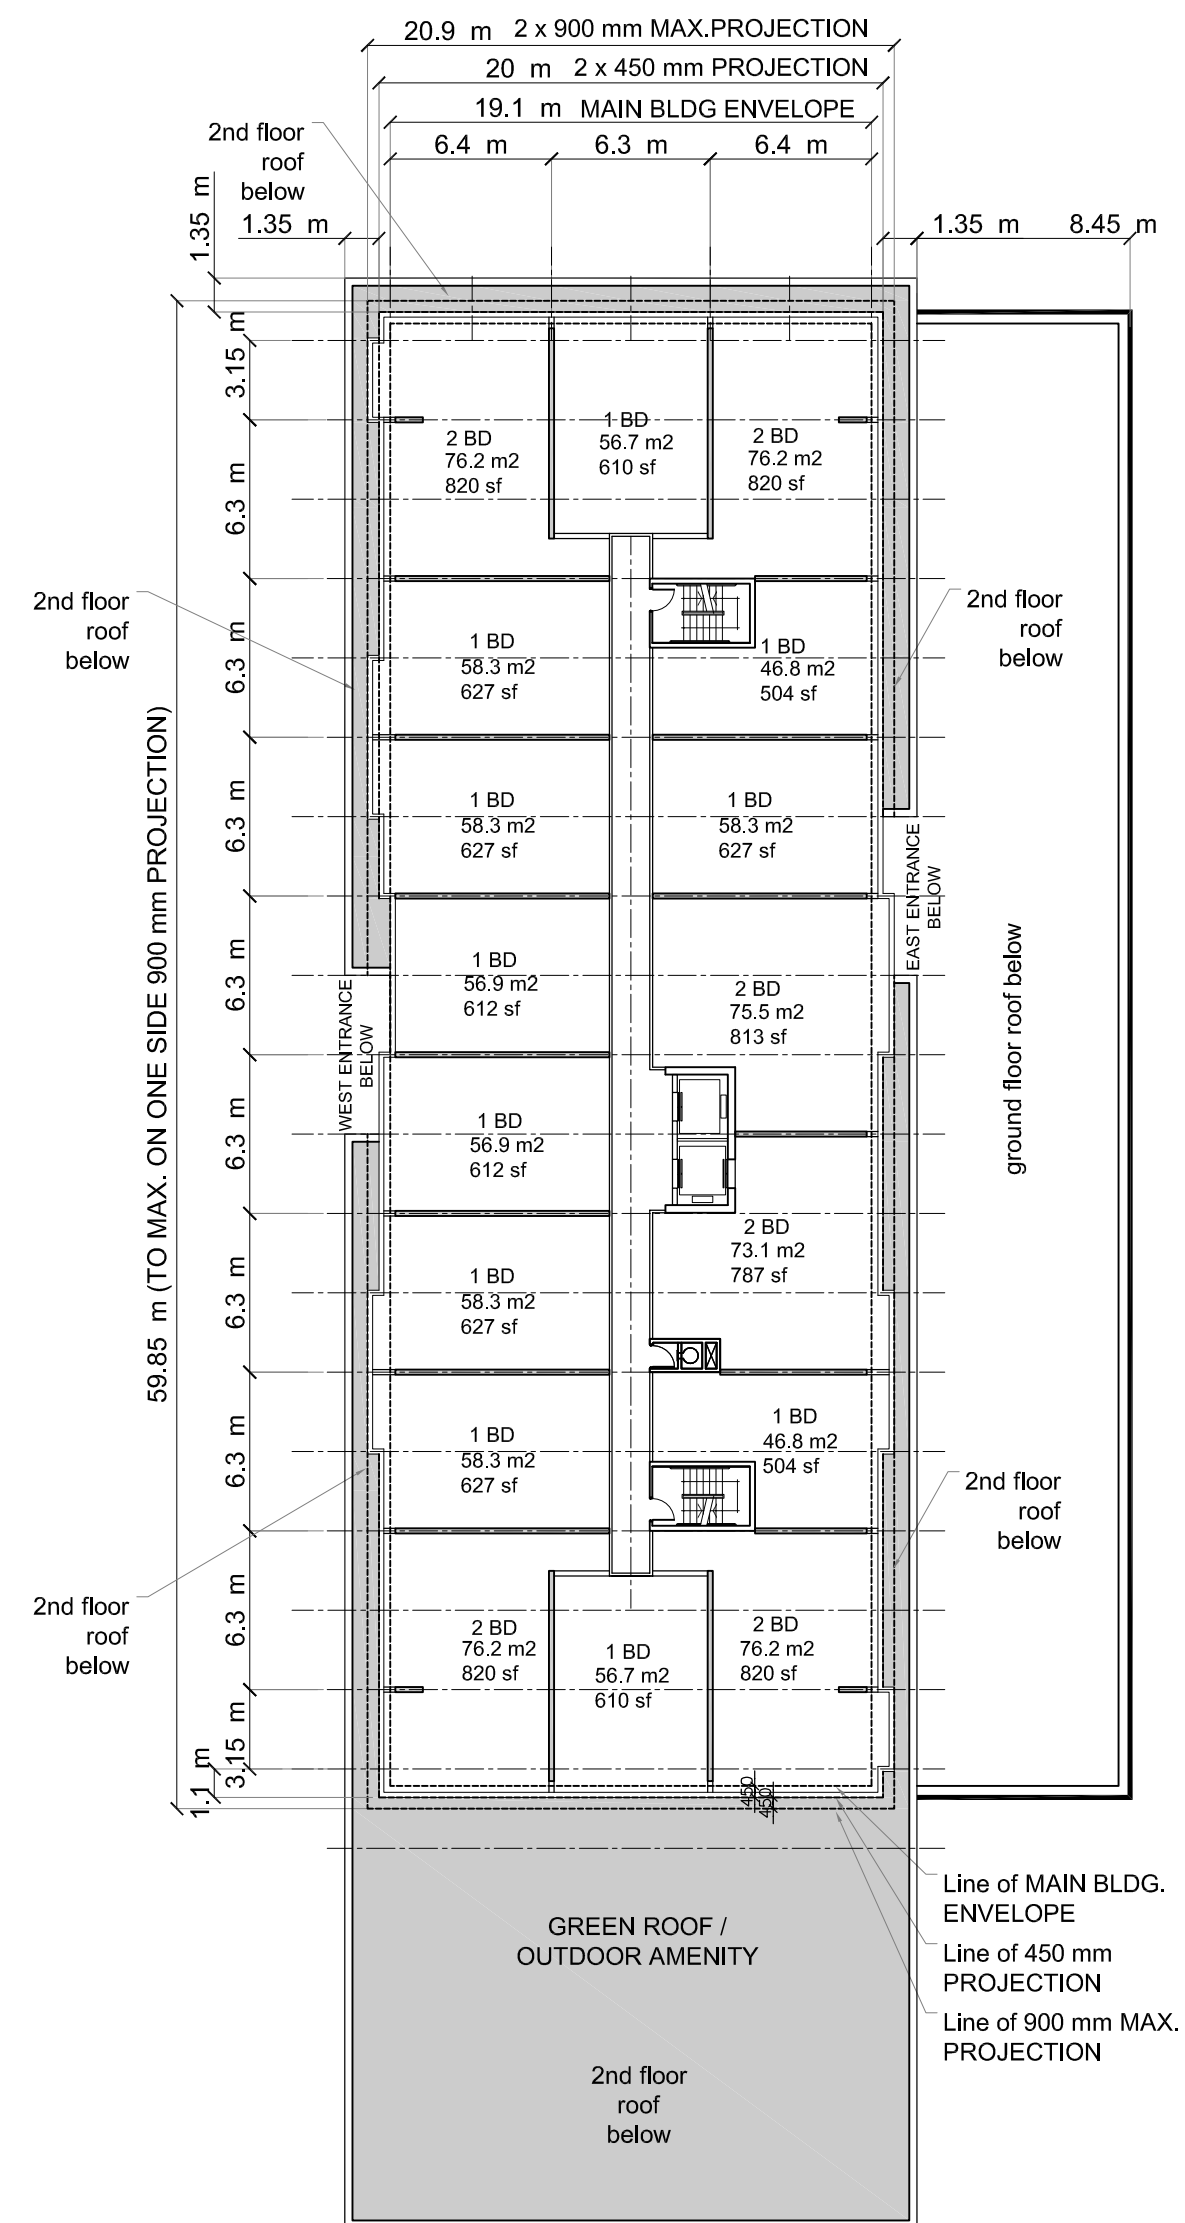 20.9 m 2 x 900 mm MAX.PROJECTION
20 m 2 x 450 mm PROJECTION
19.1 m MAIN BLDG ENVELOPE
6.4 m 6.3 m 6.4 m
2nd floor
roof
below
1.35 m
1.35 m
1.35 m 8.45 m
3.15 m
6.3 m
6.3 m
6.3 m
6.3 m
6.3 m
6.3 m
6.3 m
6.3 m
3.15 m
1.1 m
59.85 m (TO MAX. ON ONE SIDE 900 mm PROJECTION)
2 BD
76.2 m2
820 sf
1 BD
56.7 m2
610 sf
2 BD
76.2 m2
820 sf
2nd floor
roof
below
1 BD
58.3 m2
627 sf
1 BD
46.8 m2
504 sf
2nd floor
roof
below
1 BD
58.3 m2
627 sf
1 BD
58.3 m2
627 sf
EAST ENTRANCE
BELOW
1 BD
56.9 m2
612 sf
2 BD
75.5 m2
813 sf
WEST ENTRANCE
BELOW
ground floor roof below
1 BD
56.9 m2
612 sf
2 BD
73.1 m2
787 sf
1 BD
58.3 m2
627 sf
1 BD
58.3 m2
627 sf
1 BD
46.8 m2
504 sf
2nd floor
roof
below
2nd floor
roof
below
2 BD
76.2 m2
820 sf
1 BD
56.7 m2
610 sf
2 BD
76.2 m2
820 sf
450
450
Line of MAIN BLDG.
ENVELOPE
Line of 450 mm
PROJECTION
Line of 900 mm MAX.
PROJECTION
GREEN ROOF /
OUTDOOR AMENITY
2nd floor
roof
below